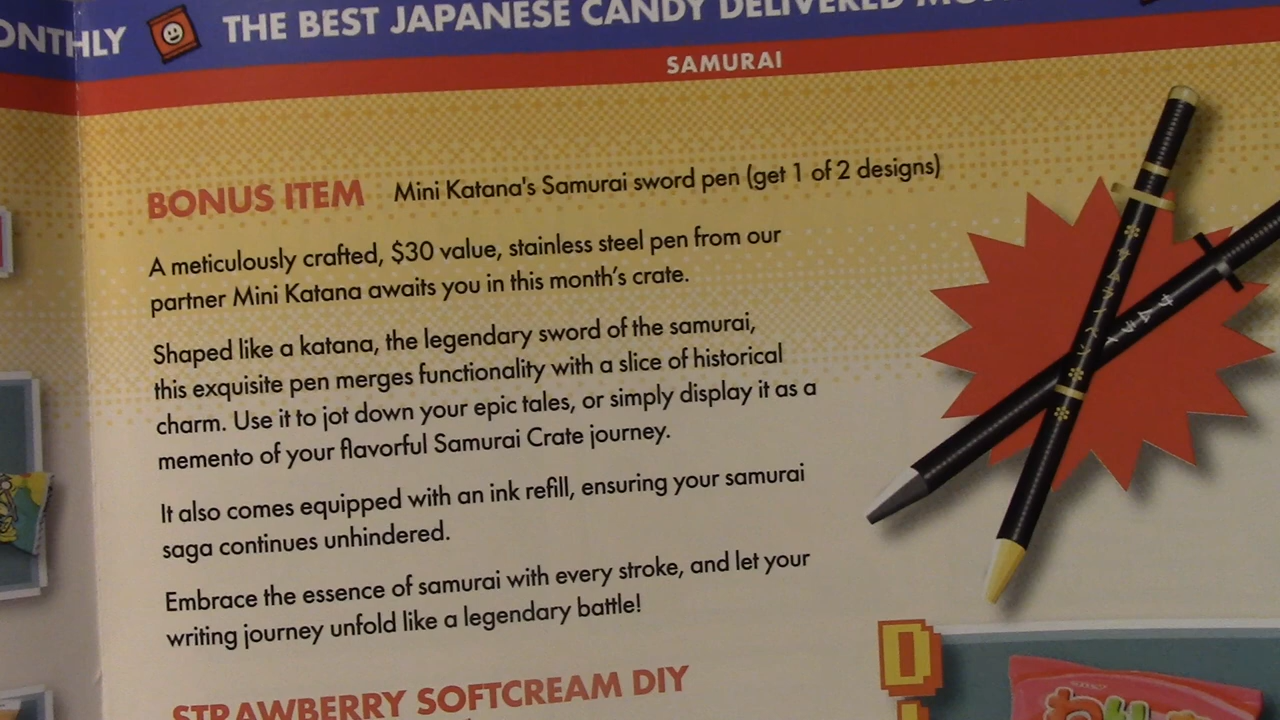 ONTHLY THE BEST JAPANESE CANDY DELIVERED
SAMURAI
BONUS ITEM Mini Katana's Samurai sword pen (get 1 of 2 designs)
A meticulously crafted, $30 value, stainless steel pen from our
partner Mini Katana awaits you in this month's crate.
Shaped like a katana, the legendary sword of the samurai,
this exquisite pen merges functionality with a slice of historical
charm. Use it to jot down your epic tales, or simply display it as a
memento of your flavorful Samurai Crate journey.
It also comes equipped with an ink refill, ensuring your samurai
saga continues unhindered.
Embrace the essence of samurai with every stroke, and let your
writing journey unfold like a legendary battle!
STRAWBERRY SOFTCREAM DIY
D